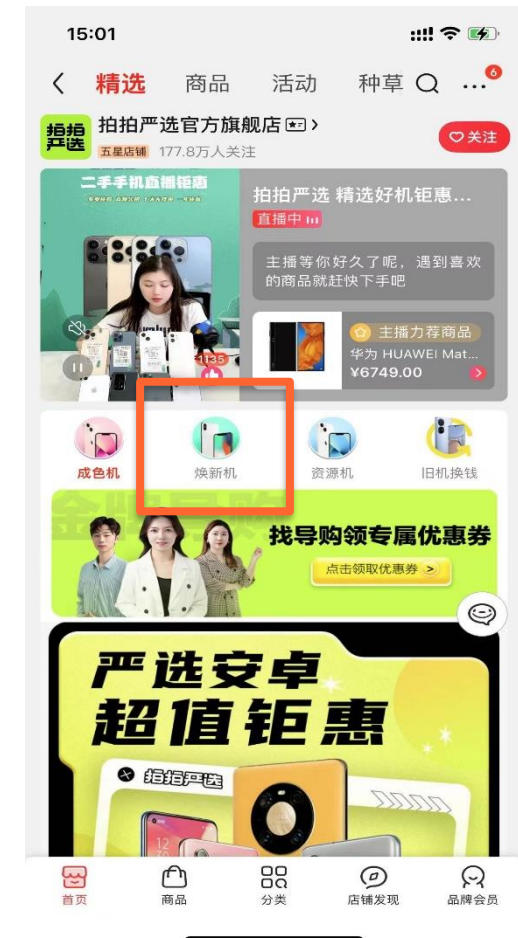 15:01
精选 商品 活动 种草 ... 6
拍拍严选
拍拍严选官方旗舰店
五星店铺 177.8万人关注
关注
二手手机直播钜惠
拍拍严选 精选好机钜惠...
直播中
主播等你好久了呢，遇到喜欢
的商品就赶快下手吧
主播力荐商品
华为 HUAWEI Mat...
¥6749.00
1135
成色机 焕新机 资源机 旧机换钱
金牌导购
找导购领专属优惠券
点击领取优惠券 >
严选安卓
超值钜惠
拍拍严选
首页 商品 分类 店铺发现 品牌会员